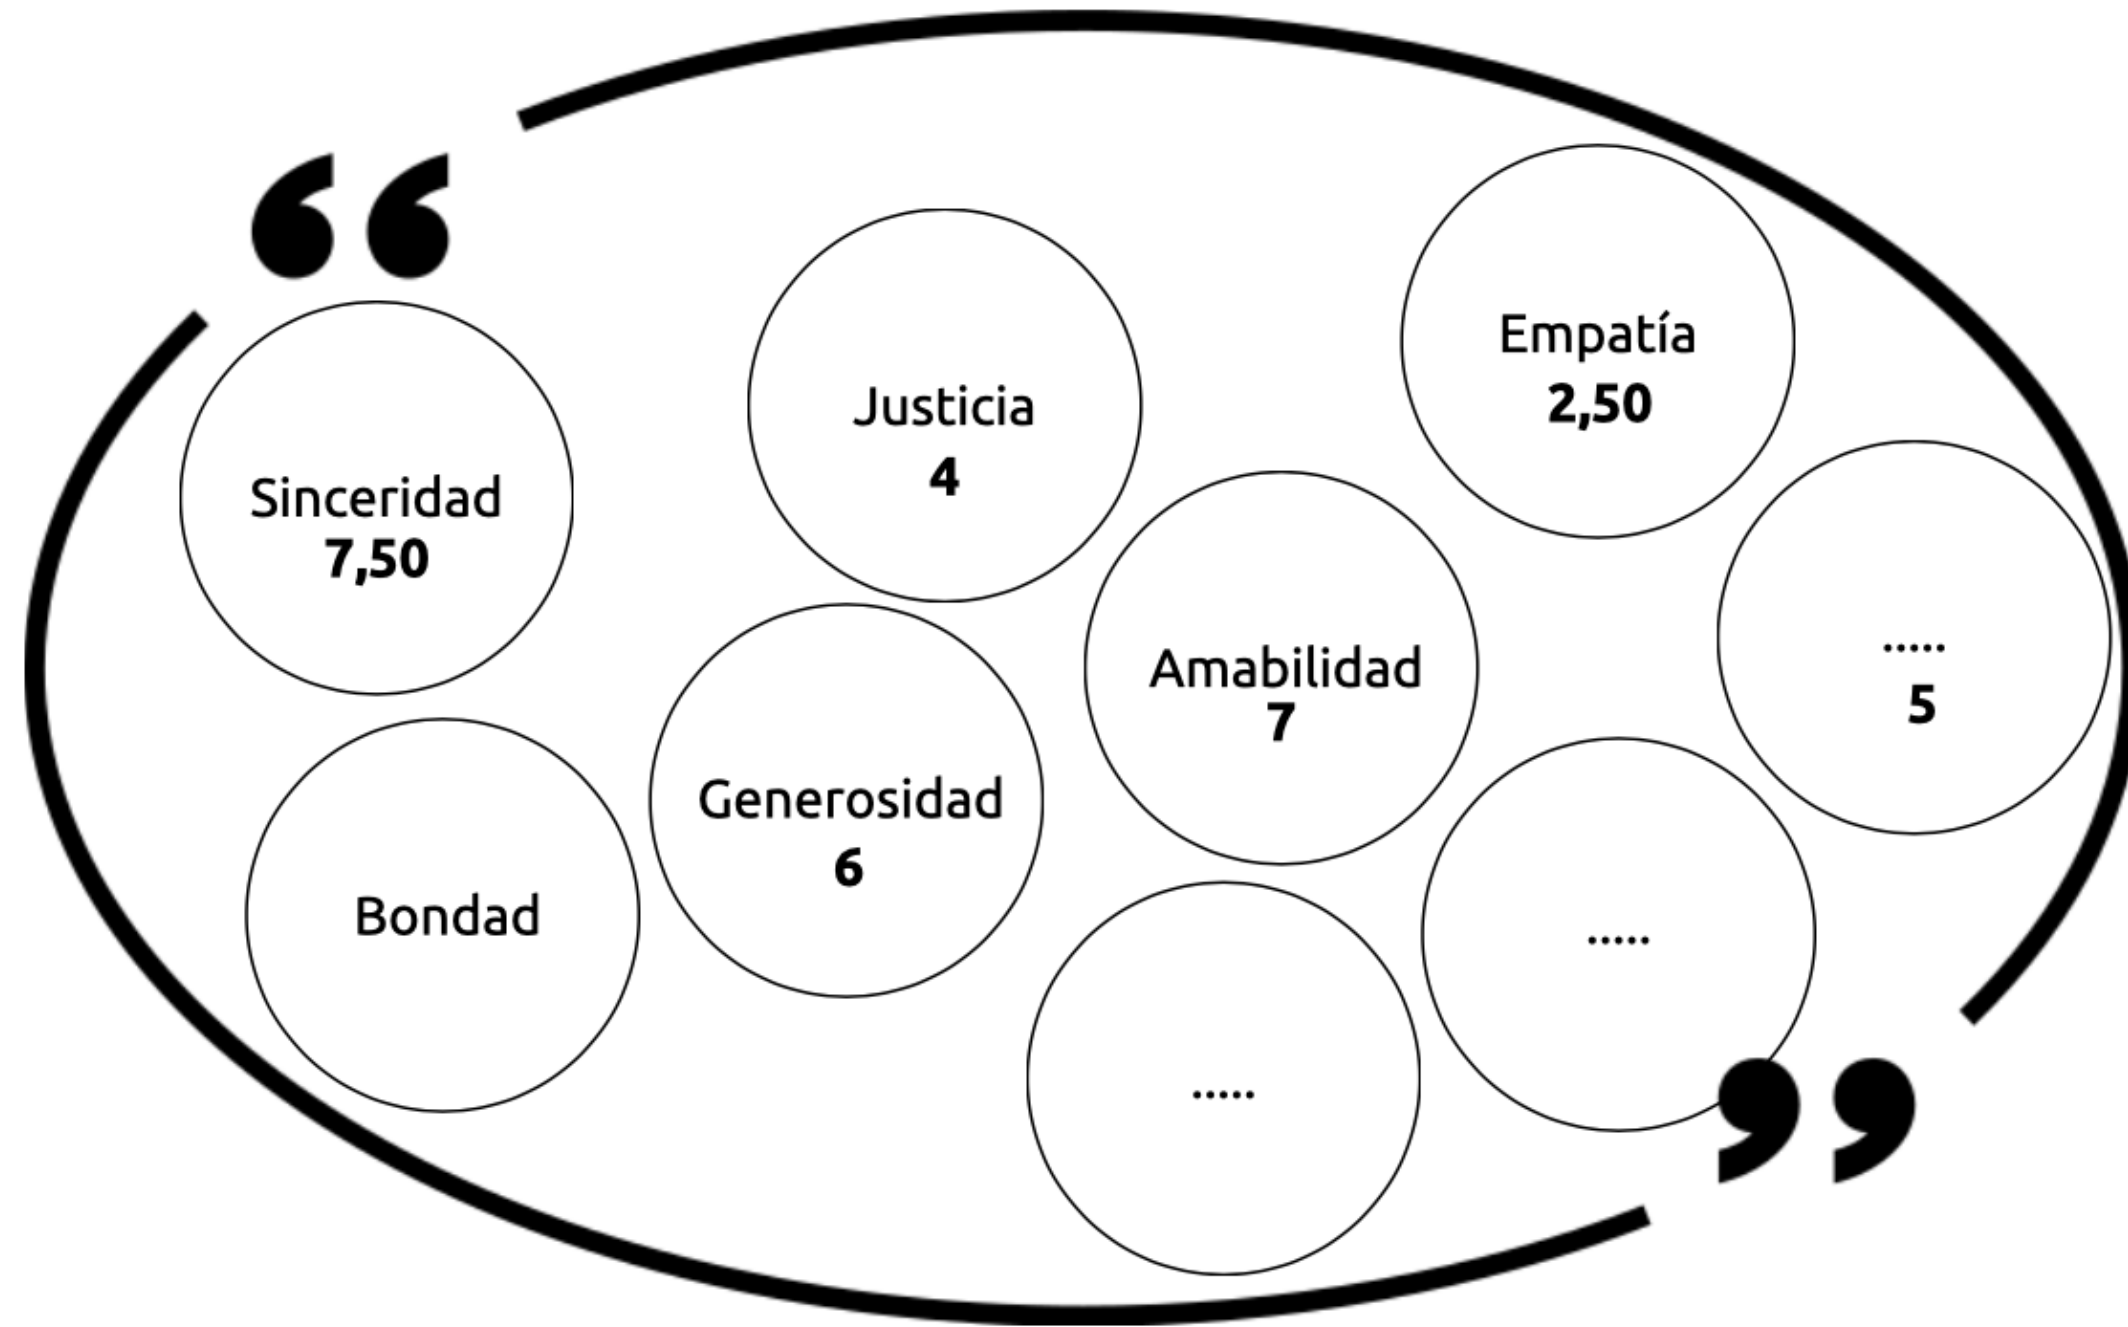 “
Sinceridad
7,50
Justicia
4
Empatía
2,50
Bondad
Generosidad
6
Amabilidad
7
.....
5
.....
.....
”